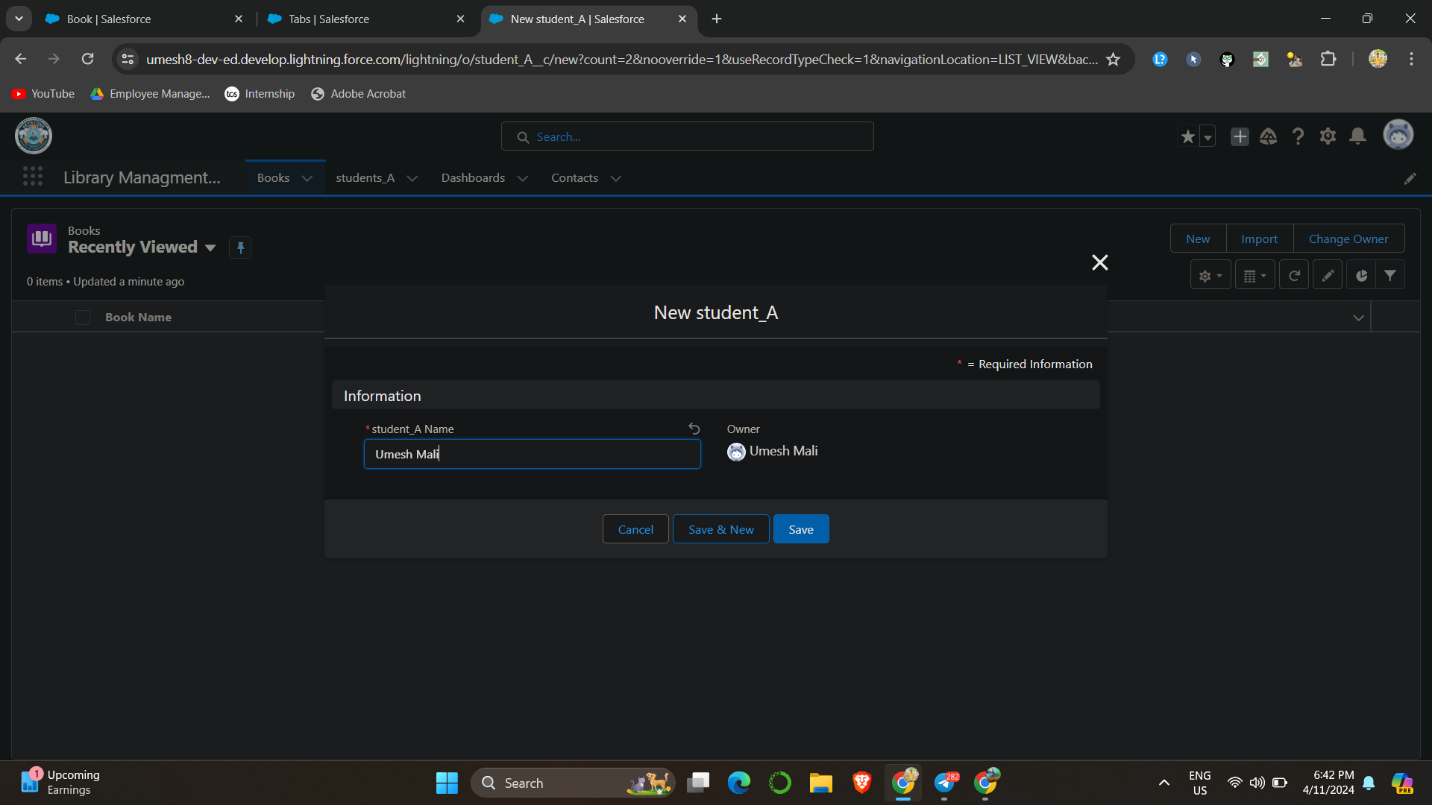 Book | Salesforce
Tabs | Salesforce
New student_A | Salesforce
umesh8-dev-ed.develop.lightning.force.com/lightning/o/student_A__c/new?count=2&nooverride=1&useRecordTypeCheck=1&navigationLocation=LIST_VIEW&bac...
YouTube
Employee Manage...
tcs
Internship
Adobe Acrobat
Search...
Library Managment...
Books
students_A
Dashboards
Contacts
Books
Recently Viewed
New
Import
Change Owner
0 items • Updated a minute ago
Book Name
New student_A
* = Required Information
Information
*student_A Name
Owner
Umesh Mali
Umesh Mali
Cancel
Save & New
Save
1
Upcoming
Earnings
Search
282
ENG
US
6:42 PM
4/11/2024
PRE